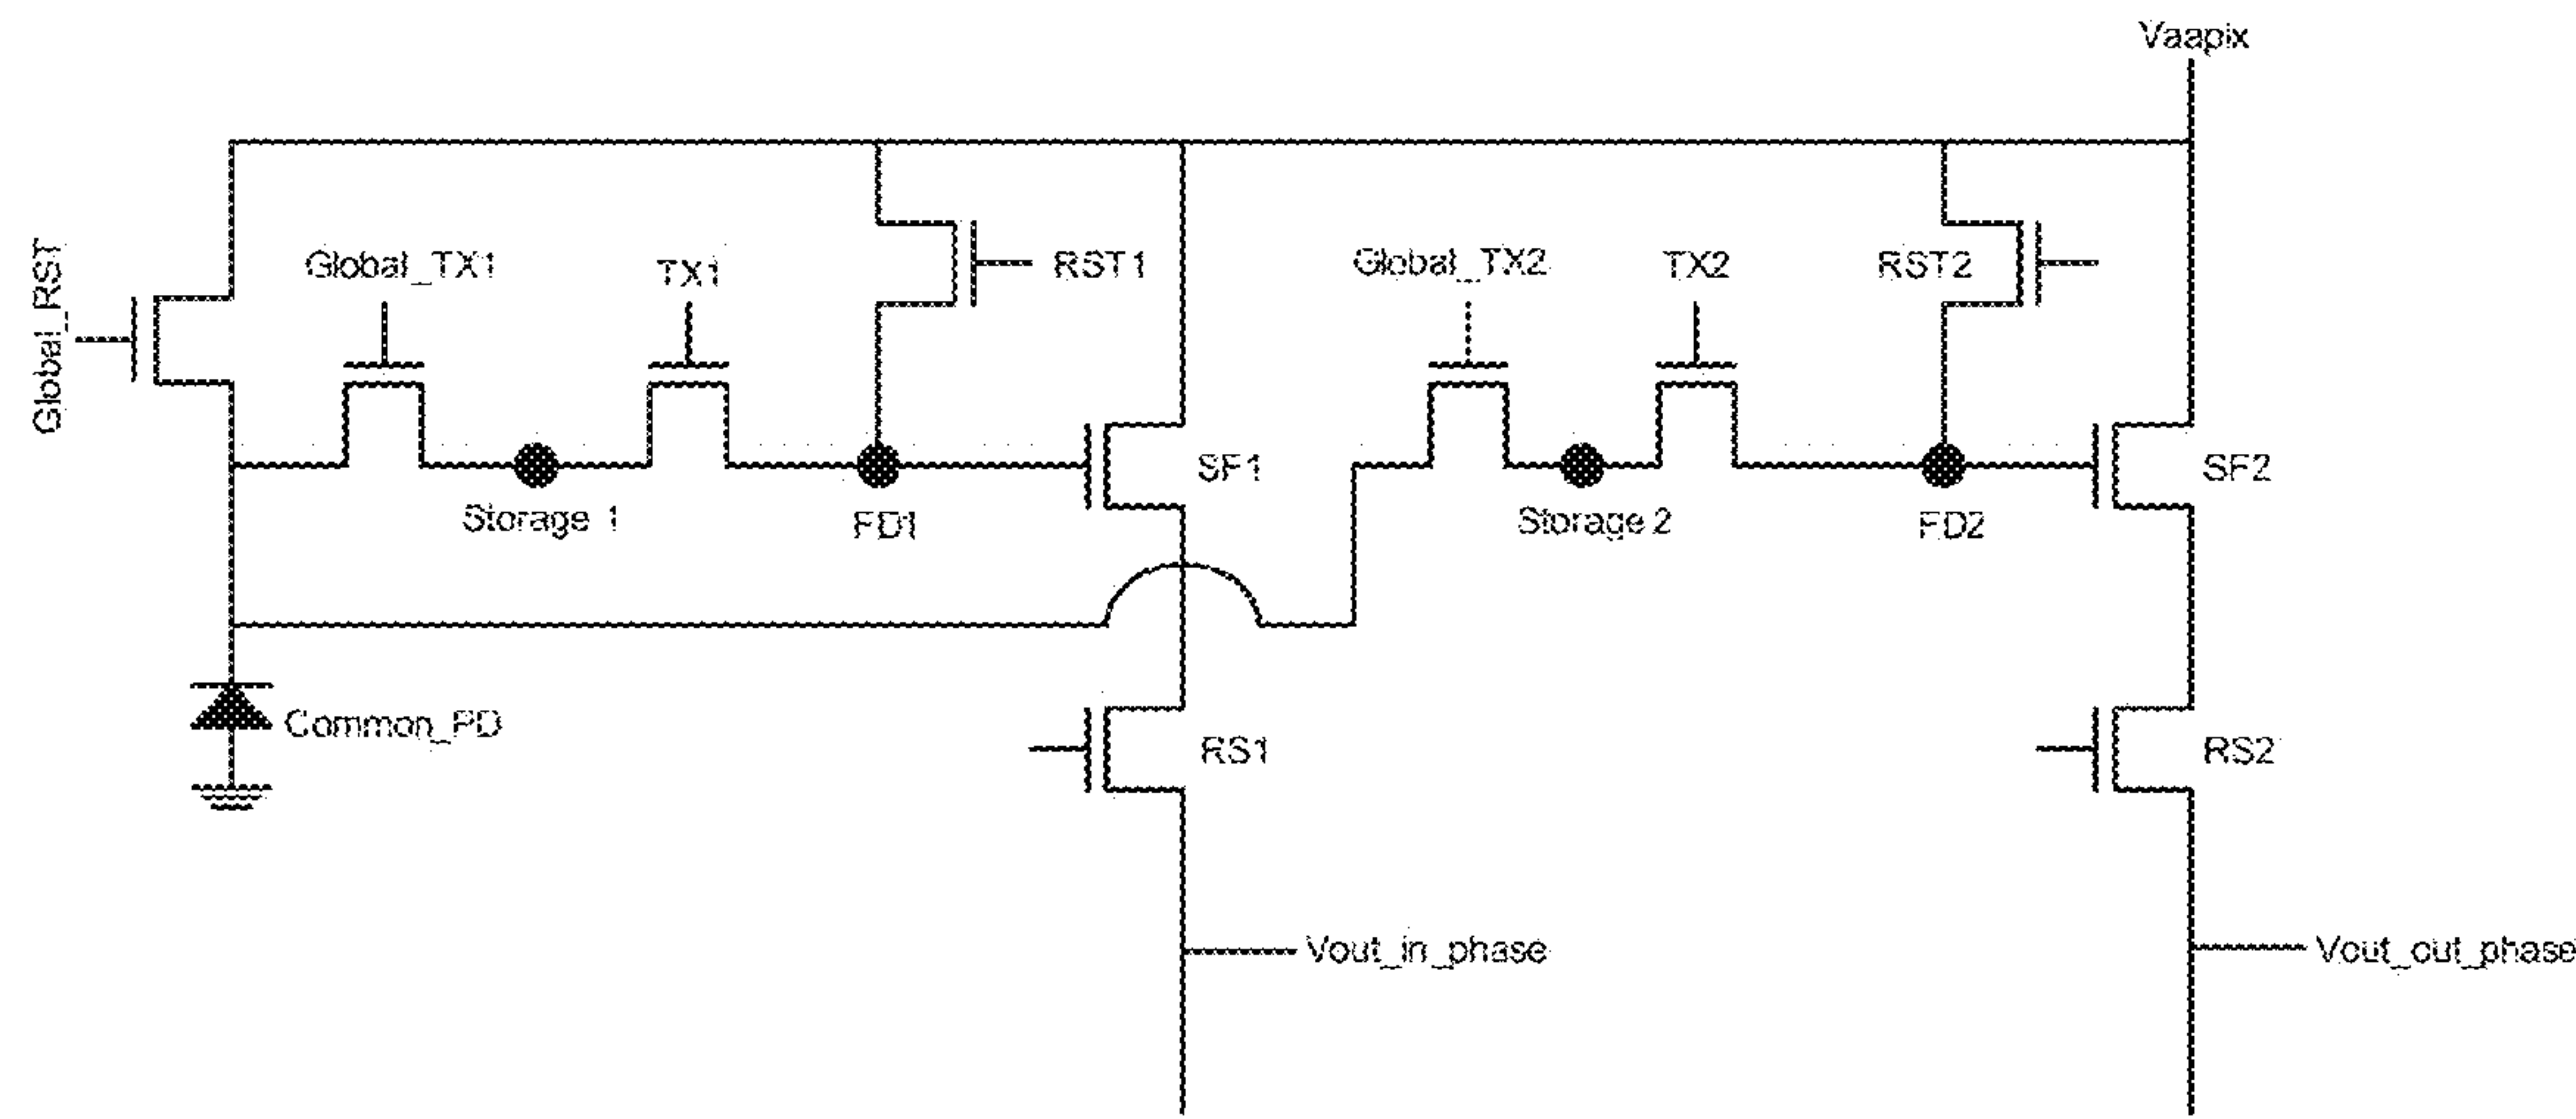 Vaapix
Global_RST
Global_TX1
TX1
RST1
Global_TX2
TX2
RST2
Storage 1
FD1
SF1
Storage 2
FD2
SF2
Common_PD
RS1
RS2
Vout_in_phase
Vout_out_phase